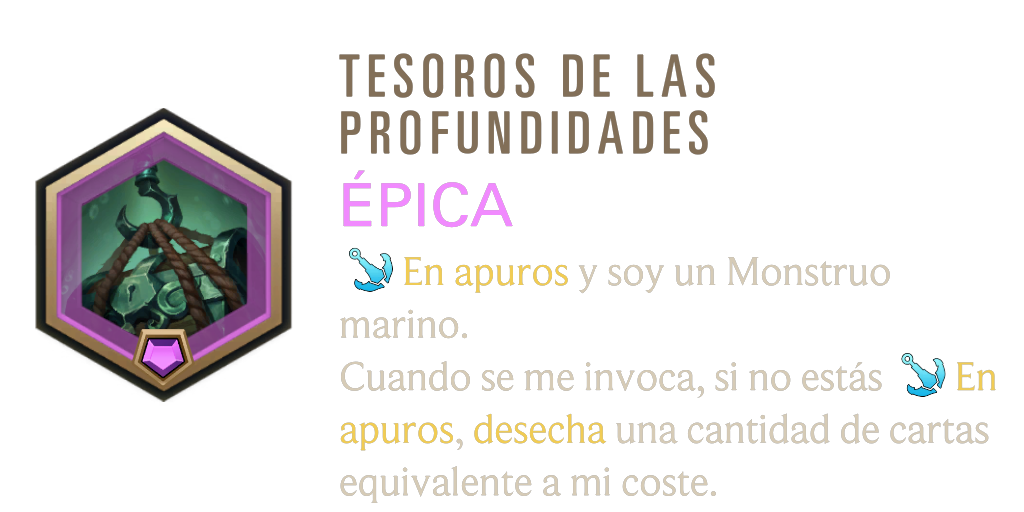 TESOROS DE LAS
PROFUNDIDADES
ÉPICA
En apuros y soy un Monstruo
marino.
Cuando se me invoca, si no estás En
apuros, desecha una cantidad de cartas
equivalente a mi coste.